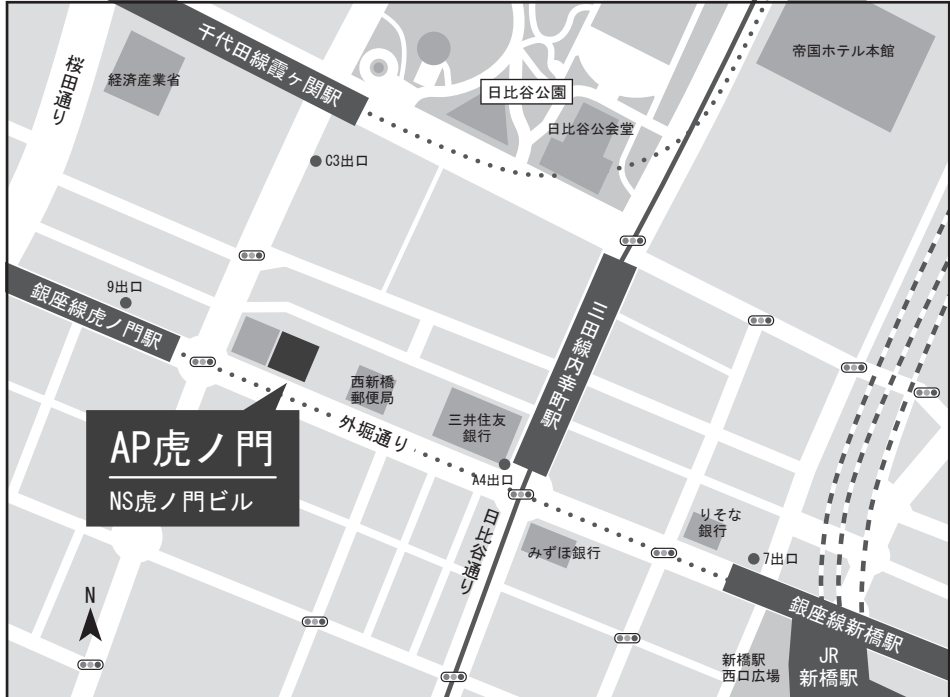 千代田線霞ヶ関駅
帝国ホテル本館
桜田通り
経済産業省
日比谷公園
日比谷公会堂
C3出口
9出口
銀座線虎ノ門駅
三田線内幸町駅
西新橋
郵便局
三井住友
銀行
外堀通り
AP虎ノ門
NS虎ノ門ビル
A4出口
日比谷通り
りそな
銀行
みずほ銀行
7出口
N
銀座線新橋駅
新橋駅
西口広場
JR
新橋駅